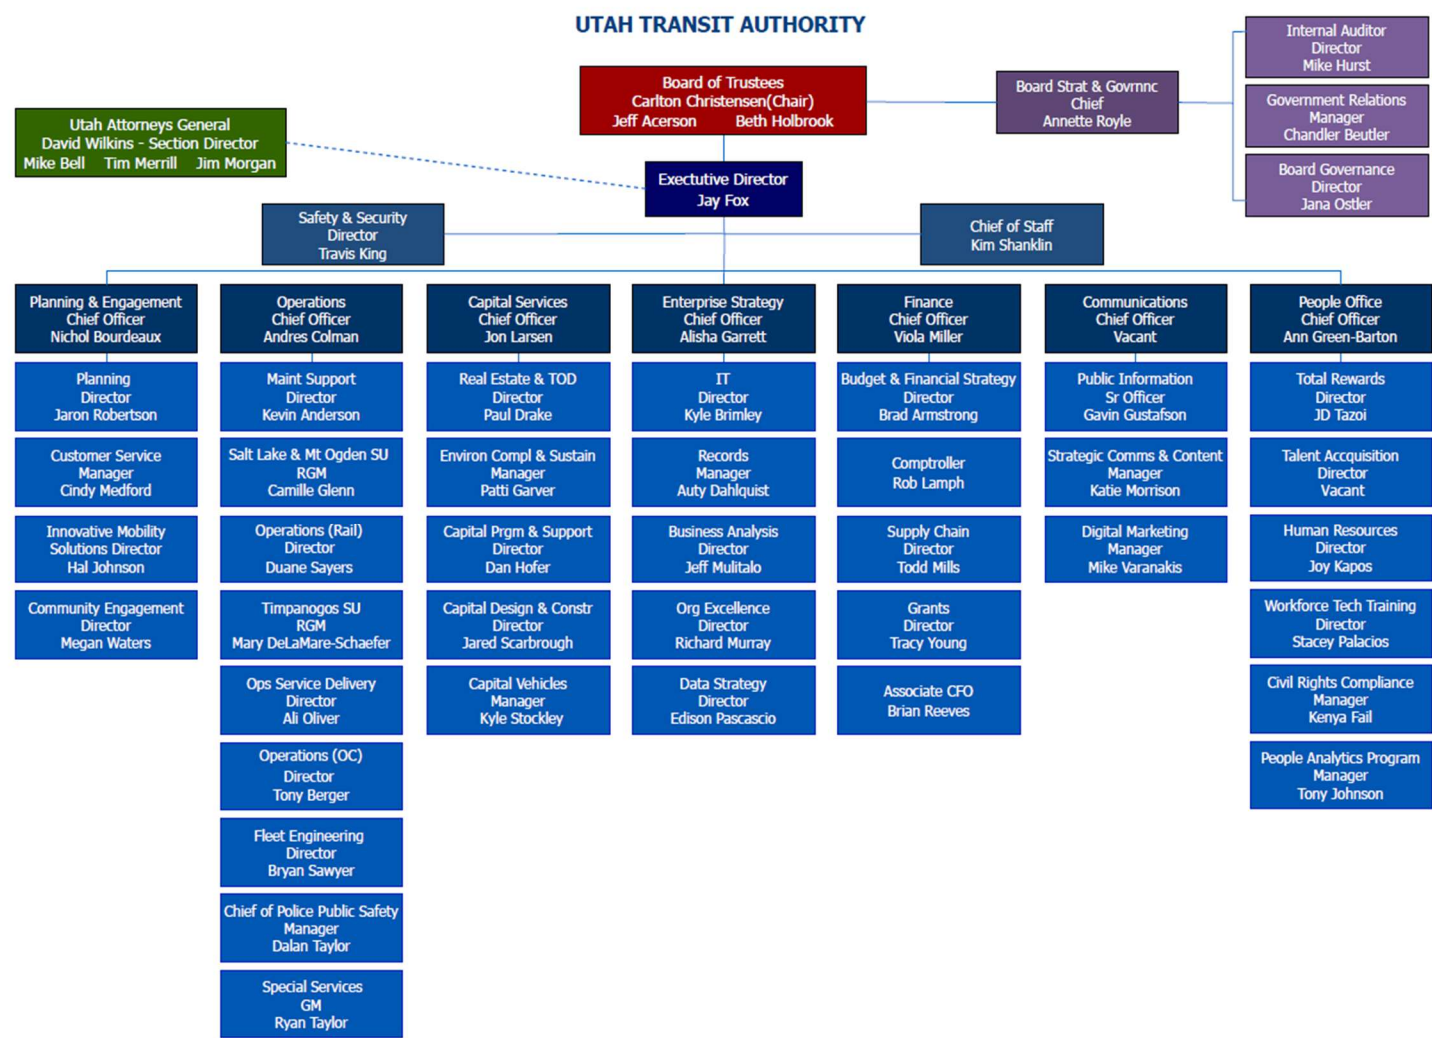 UTAH TRANSIT AUTHORITY
Board of Trustees
Carlton Christensen(Chair)
Jeff Acerson Beth Holbrook
Board Strat & Govrnnc
Chief
Annette Royle
Internal Auditor
Director
Mike Hurst
Government Relations
Manager
Chandler Beutler
Board Governance
Director
Jana Ostler
Utah Attorneys General
David Wilkins - Section Director
Mike Bell Tim Merrill Jim Morgan
Exectutive Director
Jay Fox
Safety & Security
Director
Travis King
Chief of Staff
Kim Shanklin
Planning & Engagement
Chief Officer
Nichol Bourdeaux
Planning
Director
Jaron Robertson
Customer Service
Manager
Cindy Medford
Innovative Mobility
Solutions Director
Hal Johnson
Community Engagement
Director
Megan Waters
Operations
Chief Officer
Andres Colman
Maint Support
Director
Kevin Anderson
Salt Lake & Mt Ogden SU
RGM
Camille Glenn
Operations (Rail)
Director
Duane Sayers
Timpanogos SU
RGM
Mary DeLaMare-Schaefer
Ops Service Delivery
Director
Ali Oliver
Operations (OC)
Director
Tony Berger
Fleet Engineering
Director
Bryan Sawyer
Chief of Police Public Safety
Manager
Dalan Taylor
Special Services
GM
Ryan Taylor
Capital Services
Chief Officer
Jon Larsen
Real Estate & TOD
Director
Paul Drake
Environ Compl & Sustain
Manager
Patti Garver
Capital Prgm & Support
Director
Dan Hofer
Capital Design & Constr
Director
Jared Scarbrough
Capital Vehicles
Manager
Kyle Stockley
Enterprise Strategy
Chief Officer
Alisha Garrett
IT
Director
Kyle Brimley
Records
Manager
Auty Dahlquist
Business Analysis
Director
Jeff Mulitalo
Org Excellence
Director
Richard Murray
Data Strategy
Director
Edison Pascascio
Finance
Chief Officer
Viola Miller
Budget & Financial Strategy
Director
Brad Armstrong
Comptroller
Rob Lamph
Supply Chain
Director
Todd Mills
Grants
Director
Tracy Young
Associate CFO
Brian Reeves
Communications
Chief Officer
Vacant
Public Information
Sr Officer
Gavin Gustafson
Strategic Comms & Content
Manager
Katie Morrison
Digital Marketing
Manager
Mike Varanakis
People Office
Chief Officer
Ann Green-Barton
Total Rewards
Director
JD Tazoi
Talent Accquisition
Director
Vacant
Human Resources
Director
Joy Kapos
Workforce Tech Training
Director
Stacey Palacios
Civil Rights Compliance
Manager
Kenya Fail
People Analytics Program
Manager
Tony Johnson